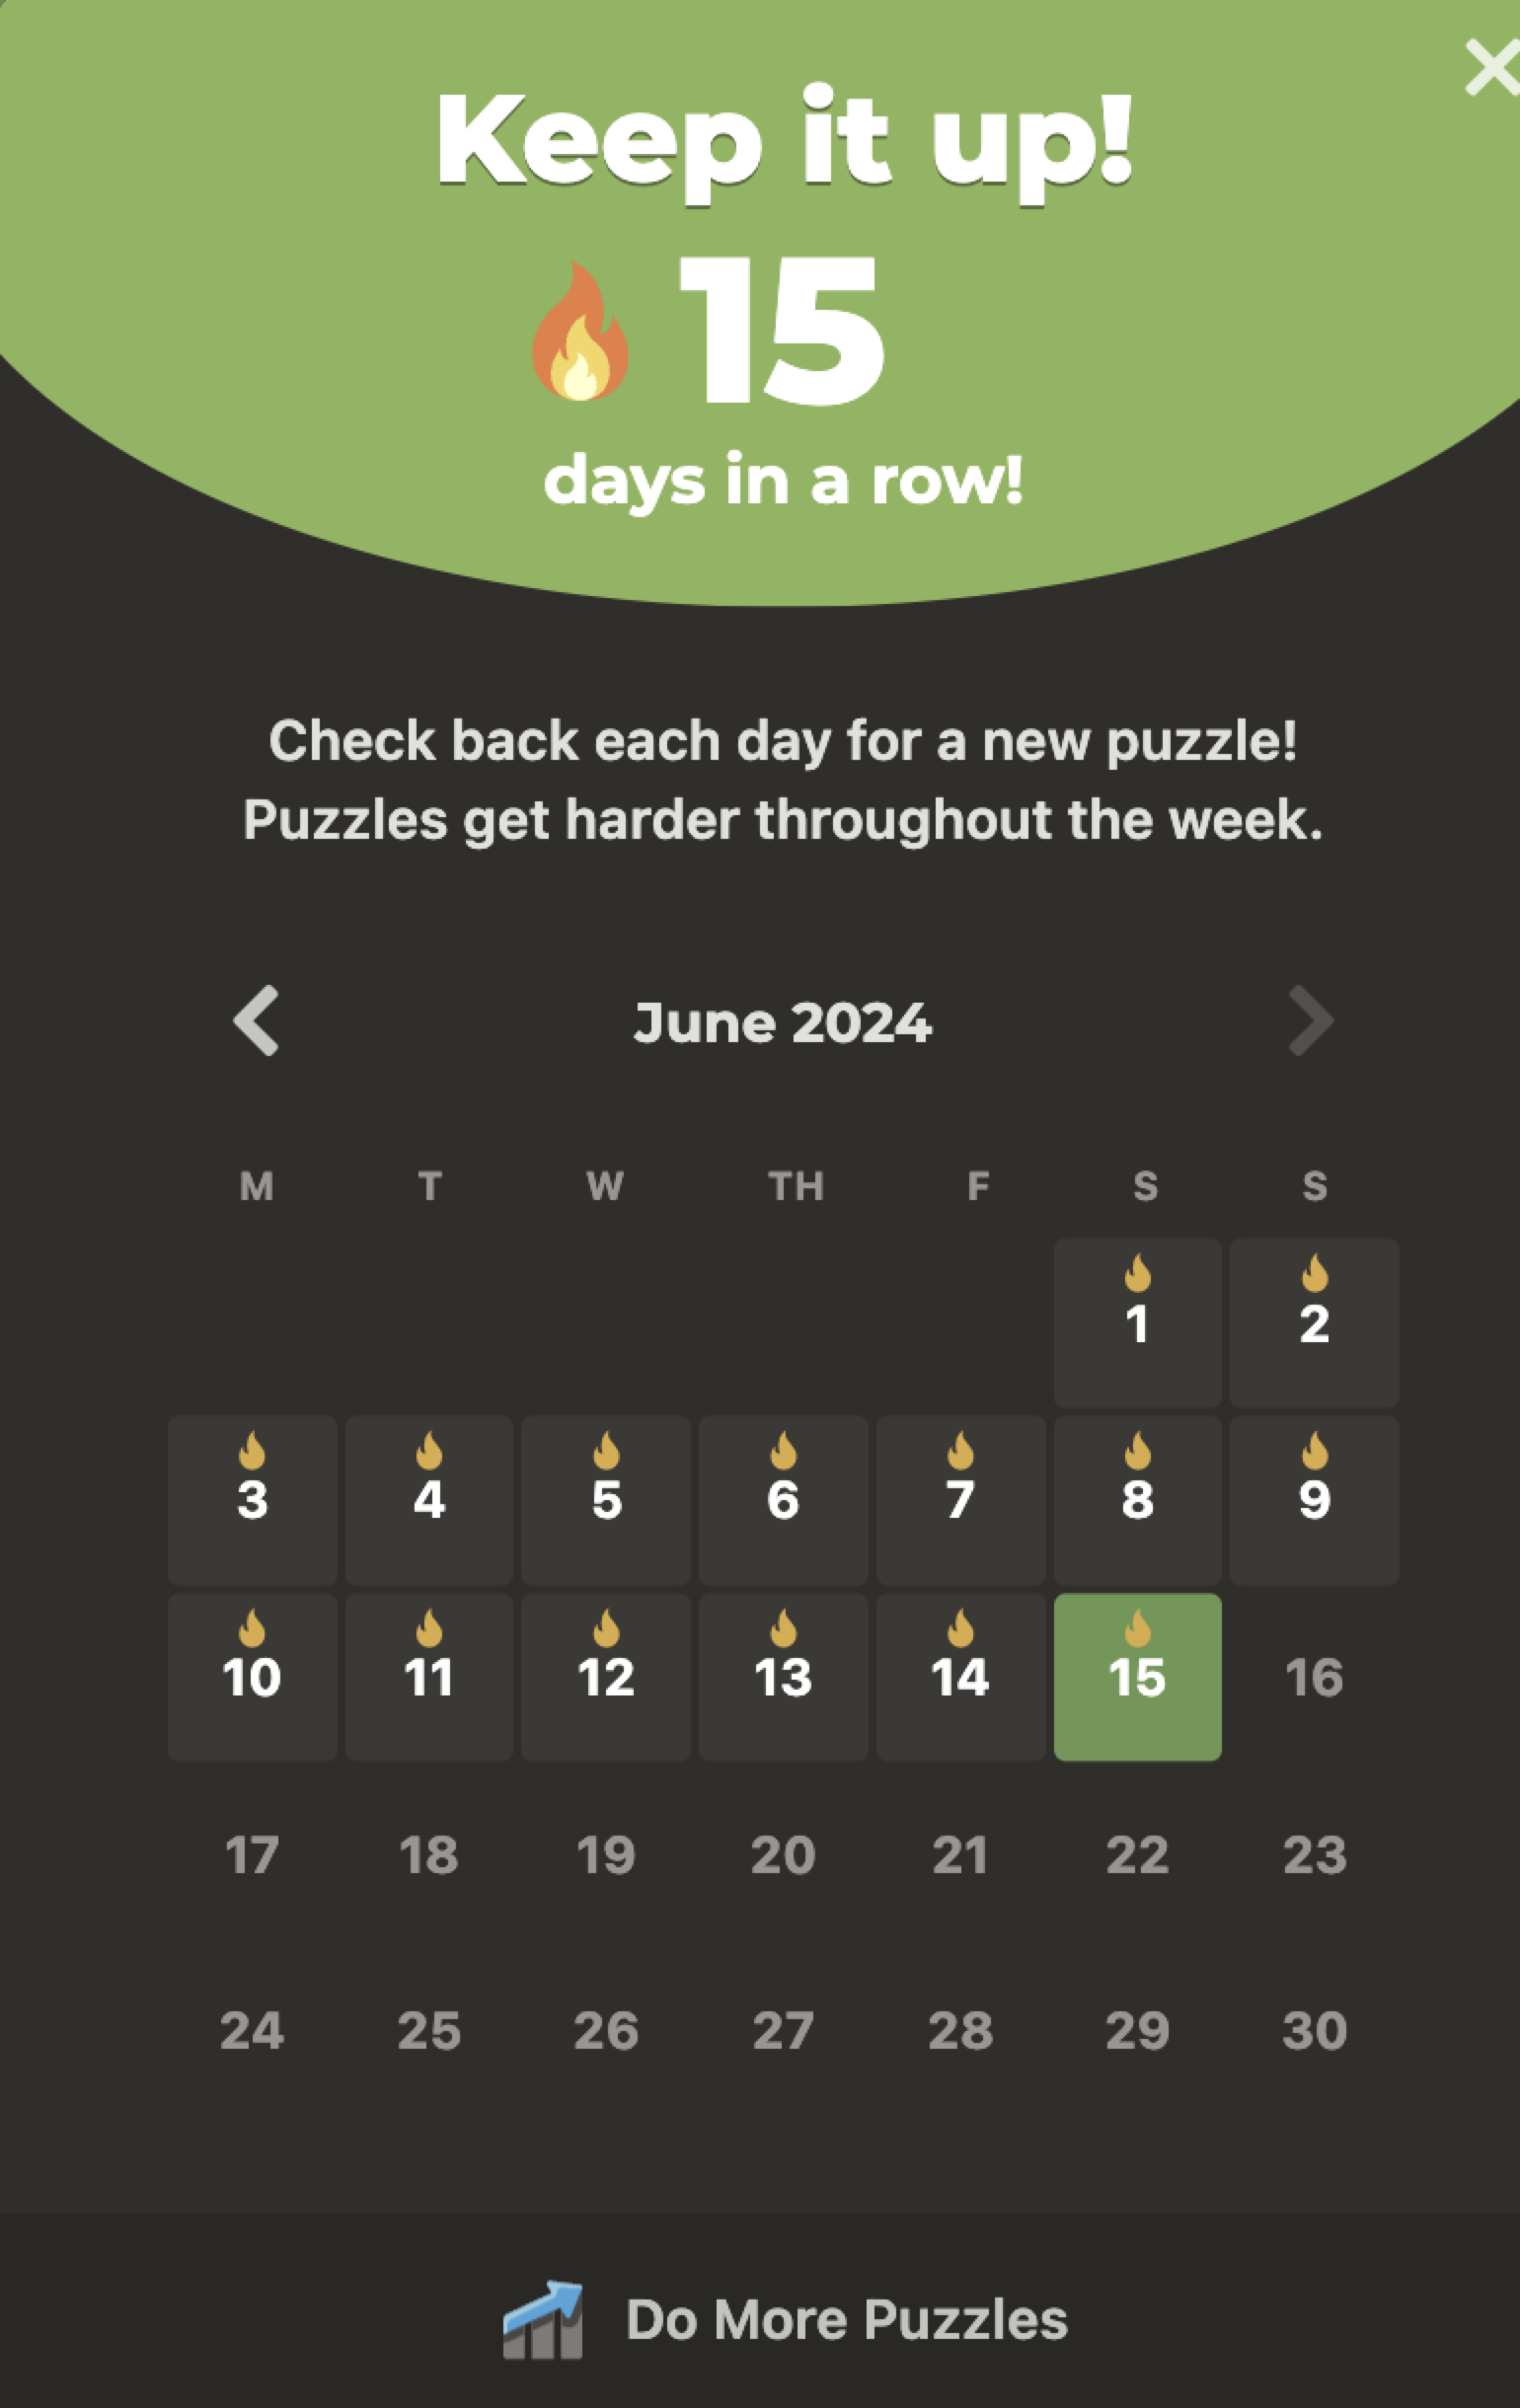 Keep it up!
15
days in a row!
Check back each day for a new puzzle!
Puzzles get harder throughout the week.
June 2024
M T W TH F S S
1 2
3 4 5 6 7 8 9
10 11 12 13 14 15 16
17 18 19 20 21 22 23
24 25 26 27 28 29 30
Do More Puzzles